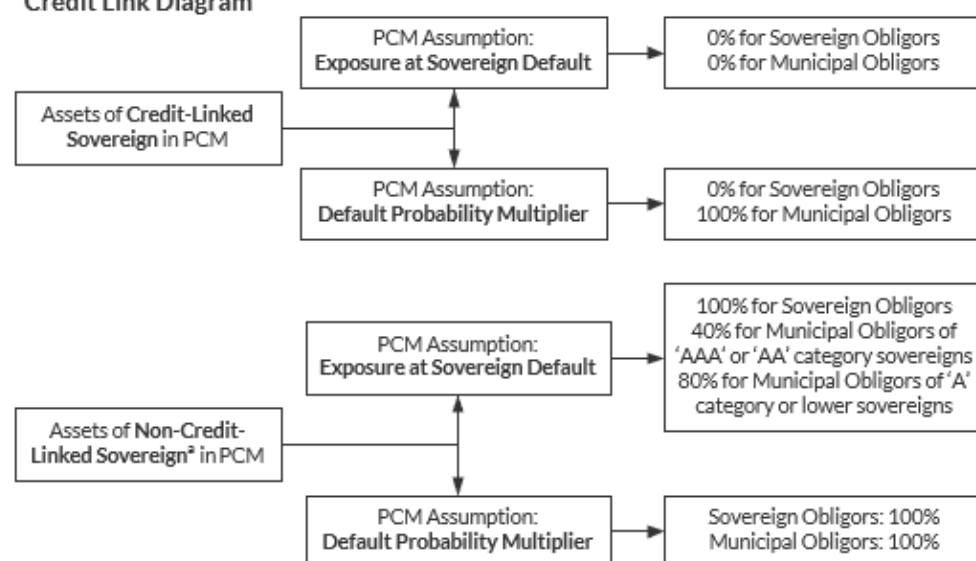 Credit Link Diagram
PCM Assumption:
Exposure at Sovereign Default
0% for Sovereign Obligors
0% for Municipal Obligors
Assets of Credit-Linked
Sovereign in PCM
PCM Assumption:
Default Probability Multiplier
0% for Sovereign Obligors
100% for Municipal Obligors
PCM Assumption:
Exposure at Sovereign Default
100% for Sovereign Obligors
40% for Municipal Obligors of
‘AAA’ or ‘AA’ category sovereigns
80% for Municipal Obligors of ‘A’
category or lower sovereigns
Assets of Non-Credit-
Linked Sovereignª in PCM
PCM Assumption:
Default Probability Multiplier
Sovereign Obligors: 100%
Municipal Obligors: 100%